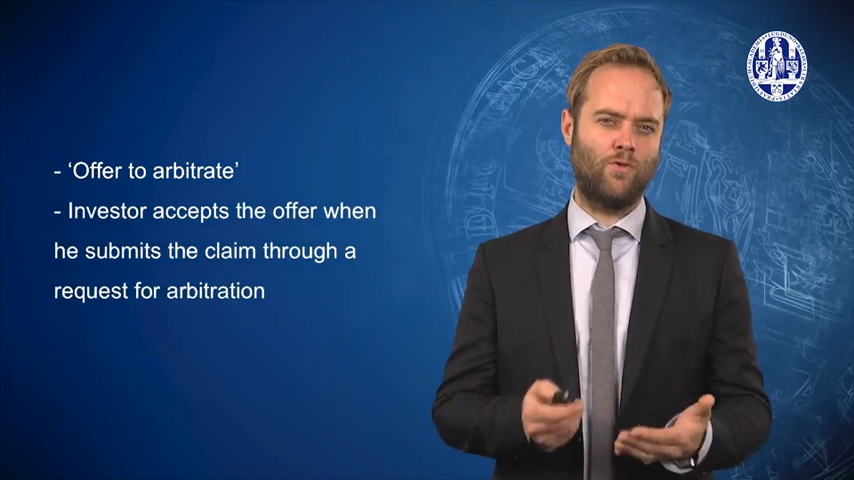 - ‘Offer to arbitrate’
- Investor accepts the offer when
he submits the claim through a
request for arbitration